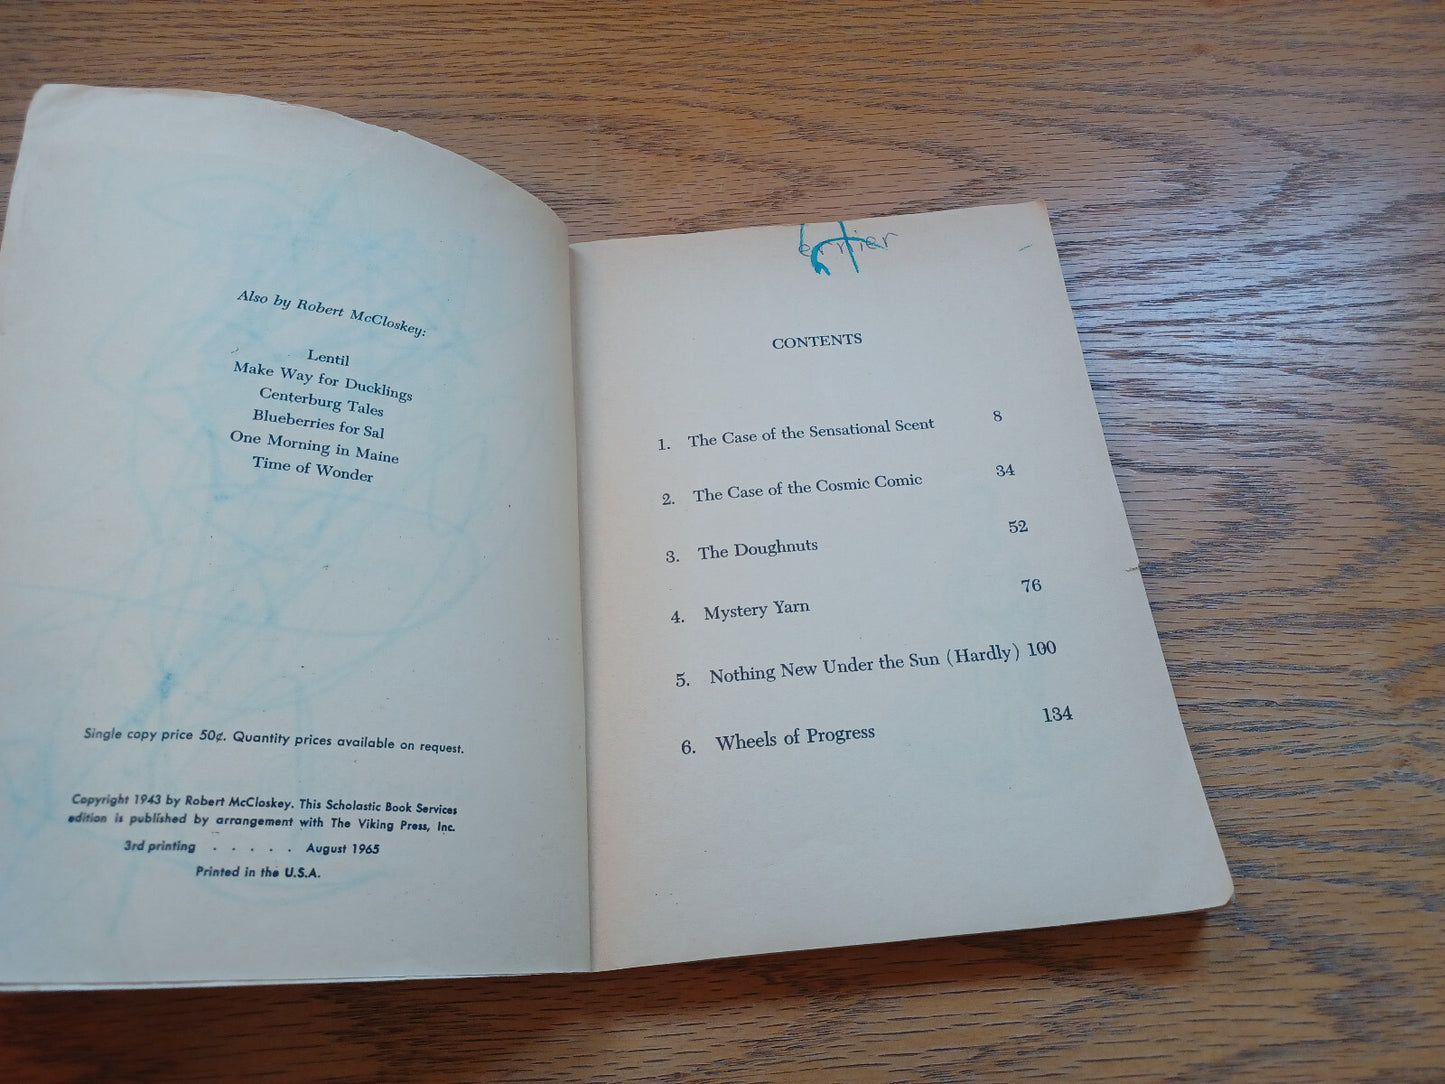 Also by Robert McCloskey:
Lentil
Make Way for Ducklings
Centerburg Tales
Blueberries for Sal
One Morning in Maine
Time of Wonder
Single copy price 50¢. Quantity prices available on request.
Copyright 1943 by Robert McCloskey. This Scholastic Book Services
edition is published by arrangement with The Viking Press, Inc.
3rd printing . . . . . August 1965
Printed in the U.S.A.
CONTENTS
1. The Case of the Sensational Scent 8
2. The Case of the Cosmic Comic 34
3. The Doughnuts 52
4. Mystery Yarn 76
5. Nothing New Under the Sun (Hardly) 100
6. Wheels of Progress 134